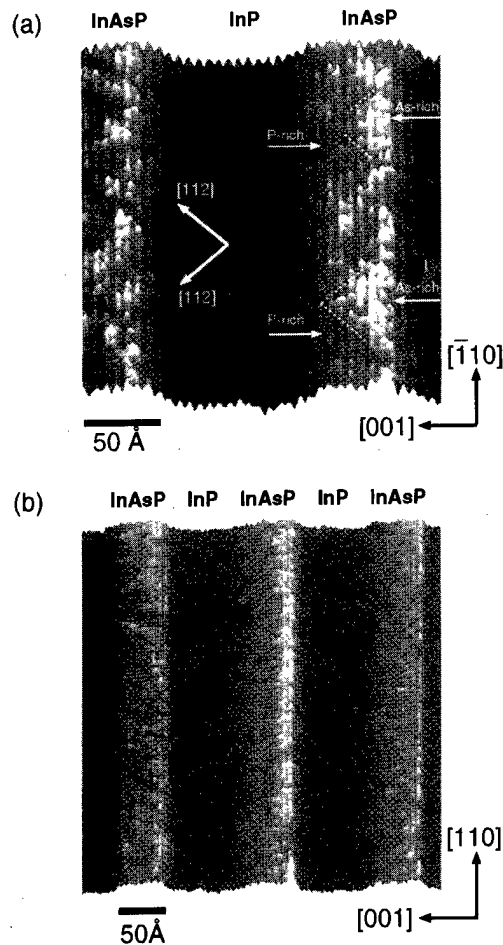 (a)
InAsP InP InAsP
As-rich
P-rich
[112]
[112]
As-rich
P-rich
[1̅10]
[001]
50 Å
(b)
InAsP InP InAsP InP InAsP
[110]
[001]
50Å